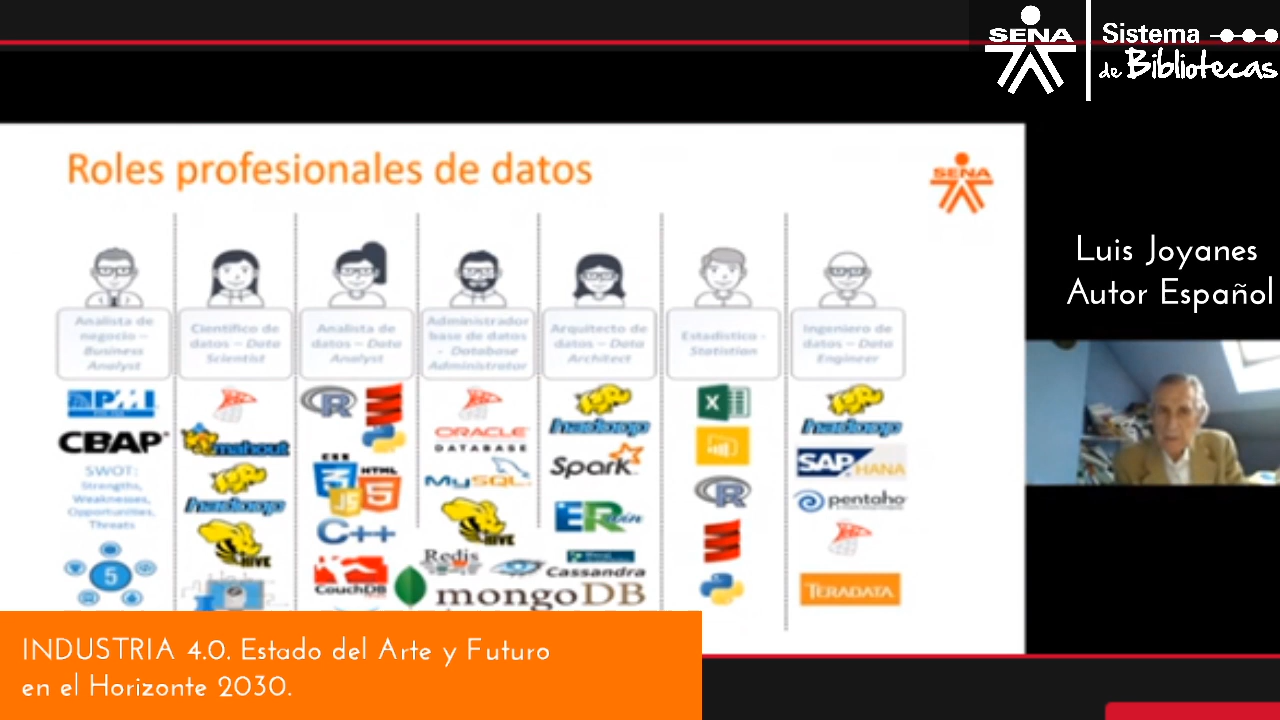 SENA
Sistema
de Bibliotecas
Roles profesionales de datos
SENA
Luis Joyanes
Autor Español
Analista de
negocio – Business
Analyst
Científico de
datos – Data
Scientist
Analista de
datos – Data
Analyst
Administrador
base de datos
- Database
Administrator
Arquitecto de
datos – Data
Architect
Estadístico -
Statistian
Ingeniero de
datos – Data
Engineer
PMI
CBAP
SWOT:
Strengths,
Weaknesses,
Opportunities,
Threats
5
mahout
hadoop
HIVE
R
CSS
3
HTML
5
JS
C++
CouchDB
ORACLE
DATABASE
MySQL
HIVE
Redis
mongoDB
hadoop
Spark
ERwin
Cassandra
X
R
hadoop
SAP HANA
pentaho
TERADATA
INDUSTRIA 4.0. Estado del Arte y Futuro
en el Horizonte 2030.